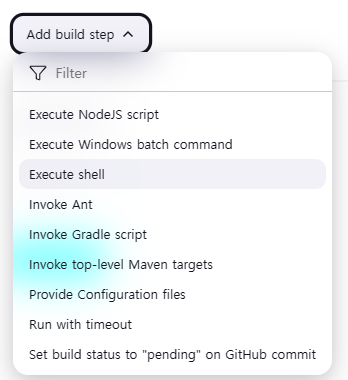 Add build step
Filter
Execute NodeJS script
Execute Windows batch command
Execute shell
Invoke Ant
Invoke Gradle script
Invoke top-level Maven targets
Provide Configuration files
Run with timeout
Set build status to "pending" on GitHub commit